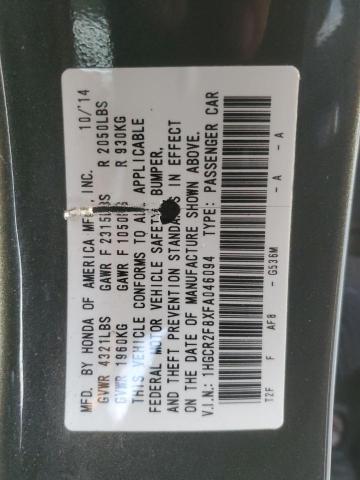 MFD. BY HONDA OF AMERICA MFG., INC. 10/'14
GVWR 4321LBS GAWR F 2315LBS R 2050LBS
GVWR 1960KG GAWR F 1050KG R 930KG
THIS VEHICLE CONFORMS TO ALL APPLICABLE
FEDERAL MOTOR VEHICLE SAFETY, BUMPER,
AND THEFT PREVENTION STANDARDS IN EFFECT
ON THE DATE OF MANUFACTURE SHOWN ABOVE.
V.I.N.: 1HGCR2F8XFA046094 TYPE: PASSENGER CAR
T2F F AF8 - G536M - A - A